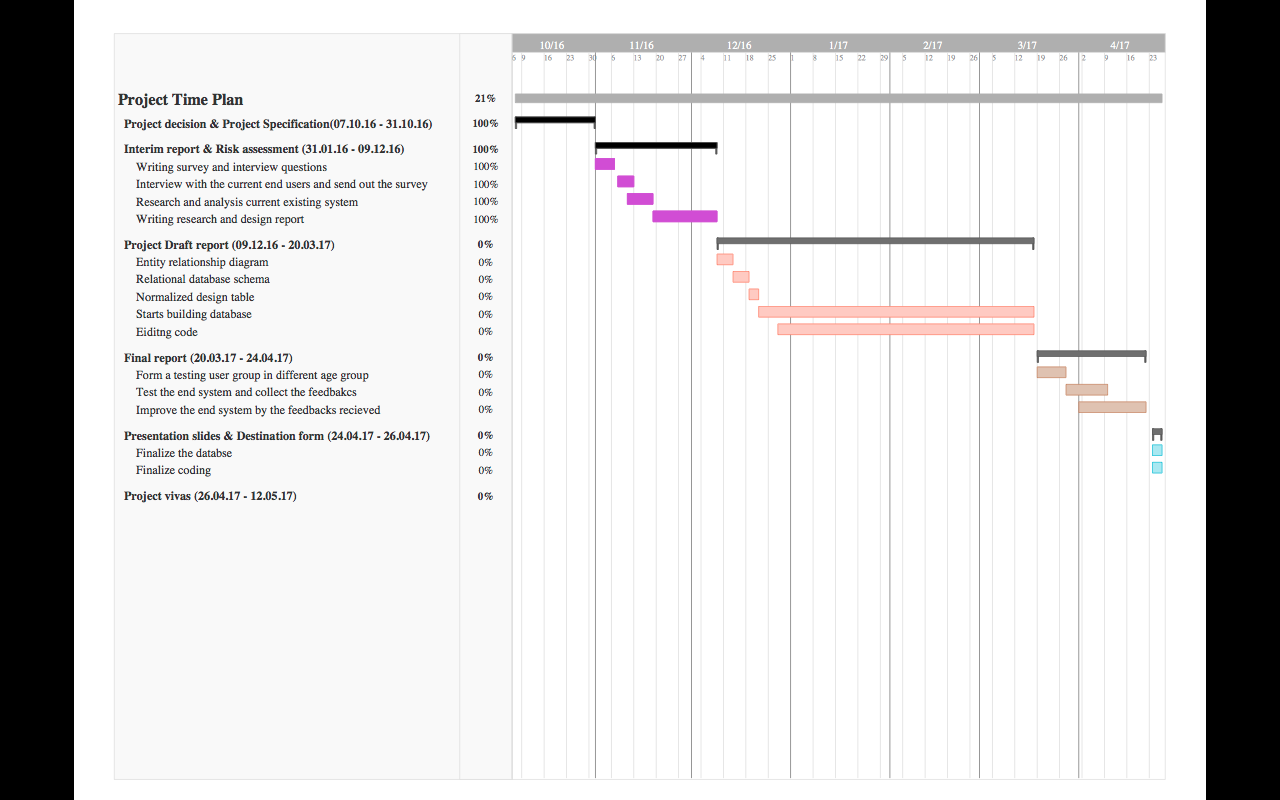 10/16 11/16 12/16 1/17 2/17 3/17 4/17
6 9 16 23 30 6 13 20 27 4 11 18 25 1 8 15 22 29 5 12 19 26 5 12 19 26 2 9 16 23
Project Time Plan 21%
Project decision & Project Specification(07.10.16 - 31.10.16) 100%
Interim report & Risk assessment (31.01.16 - 09.12.16) 100%
Writing survey and interview questions 100%
Interview with the current end users and send out the survey 100%
Research and analysis current existing system 100%
Writing research and design report 100%
Project Draft report (09.12.16 - 20.03.17) 0%
Entity relationship diagram 0%
Relational database schema 0%
Normalized design table 0%
Starts building database 0%
Eiditng code 0%
Final report (20.03.17 - 24.04.17) 0%
Form a testing user group in different age group 0%
Test the end system and collect the feedbakcs 0%
Improve the end system by the feedbacks recieved 0%
Presentation slides & Destination form (24.04.17 - 26.04.17) 0%
Finalize the databse 0%
Finalize coding 0%
Project vivas (26.04.17 - 12.05.17) 0%